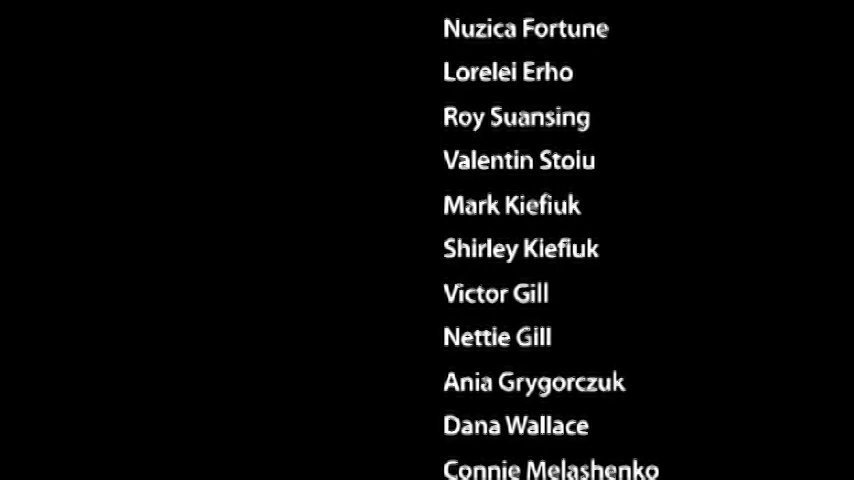 Nuzica Fortune
Lorelei Erho
Roy Suansing
Valentin Stoiu
Mark Kiefiuk
Shirley Kiefiuk
Victor Gill
Nettie Gill
Ania Grygorczuk
Dana Wallace
Connie Melashenko